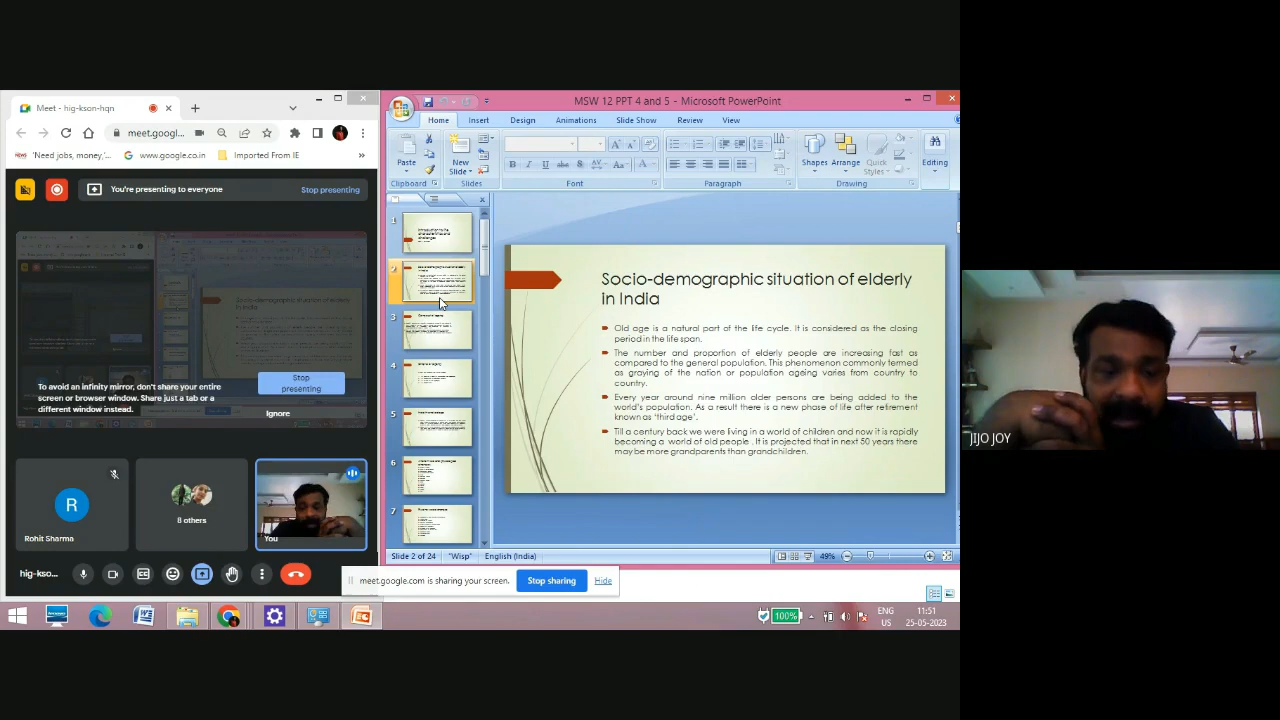 Meet - hig-kson-hqn
MSW 12 PPT 4 and 5 - Microsoft PowerPoint
meet.googl...
Home Insert Design Animations Slide Show Review View
'Need jobs, money,' www.google.co.in Imported From IE »
Paste New Slide Shapes Arrange Quick Styles Editing
Clipboard Slides Font Paragraph Drawing
You're presenting to everyone Stop presenting
1
2
3
4
5
6
7
Socio-demographic situation of elderly
in India
Old age is a natural part of the life cycle. It is considered as the closing
period in the life span.
The number and proportion of elderly people are increasing fast as
compared to the general population. This phenomenon commonly termed
as graying of the nation or population ageing varies from country to
country.
Every year around nine million older persons are being added to the
world's population. As a result there is a new phase of life after retirement
known as 'third age'.
Till a century back we were living in a world of children and now it is rapidly
becoming a world of old people . It is projected that in next 50 years there
may be more grandparents than grandchildren.
To avoid an infinity mirror, don't share your entire
screen or browser window. Share just a tab or a
different window instead.
Stop
presenting
Ignore
R
Rohit Sharma
8 others
You
JIJO JOY
hig-kso...
Slide 2 of 24 "Wisp" English (India) 49%
meet.google.com is sharing your screen. Stop sharing Hide
100% ENG
US
11:51
25-05-2023